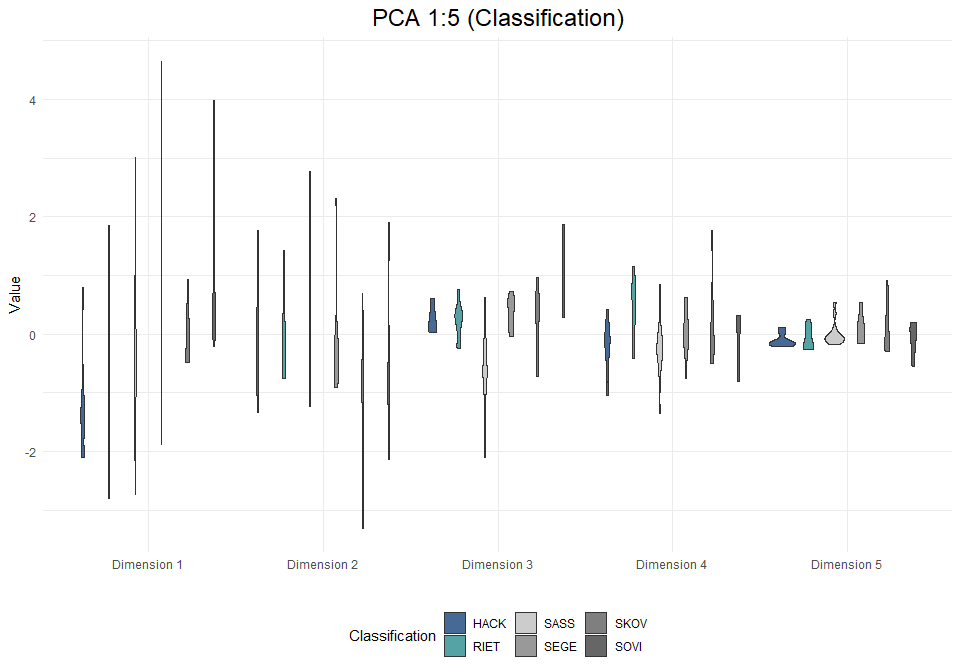 PCA 1:5 (Classification)
Value
4
2
0
-2
Dimension 1 Dimension 2 Dimension 3 Dimension 4 Dimension 5
Classification
HACK SASS SKOV
RIET SEGE SOVI